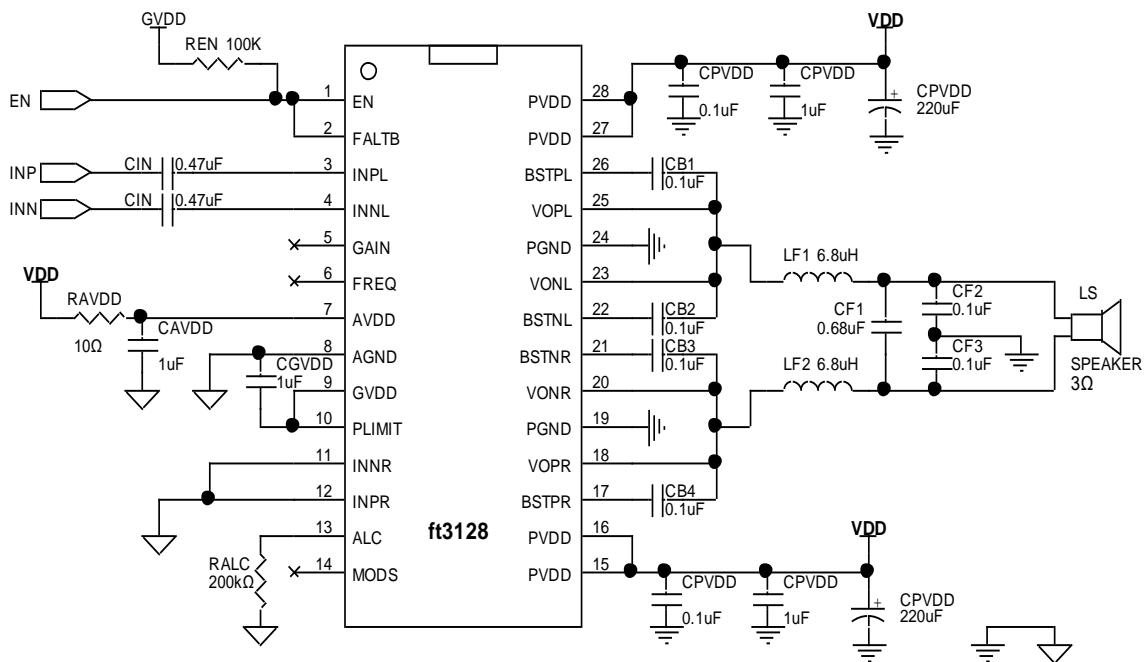 GVDD
REN 100K
EN
INP
CIN
0.47uF
INN
CIN
0.47uF
VDD
RAVDD
10Ω
CAVDD
1uF
CGVDD
1uF
RALC
200kΩ
1 EN
2 FALTB
3 INPL
4 INNL
5 GAIN
6 FREQ
7 AVDD
8 AGND
9 GVDD
10 PLIMIT
11 INNR
12 INPR
13 ALC
14 MODS
ft3128
PVDD 28
PVDD 27
BSTPL 26
VOPL 25
PGND 24
VONL 23
BSTNL 22
BSTNR 21
VONR 20
PGND 19
VOPR 18
BSTPR 17
PVDD 16
PVDD 15
VDD
CPVDD
0.1uF
CPVDD
1uF
CPVDD
220uF
CB1
0.1uF
CB2
0.1uF
CB3
0.1uF
CB4
0.1uF
LF1 6.8uH
LF2 6.8uH
CF1
0.68uF
CF2
0.1uF
CF3
0.1uF
LS
SPEAKER
3Ω
VDD
CPVDD
0.1uF
CPVDD
1uF
CPVDD
220uF